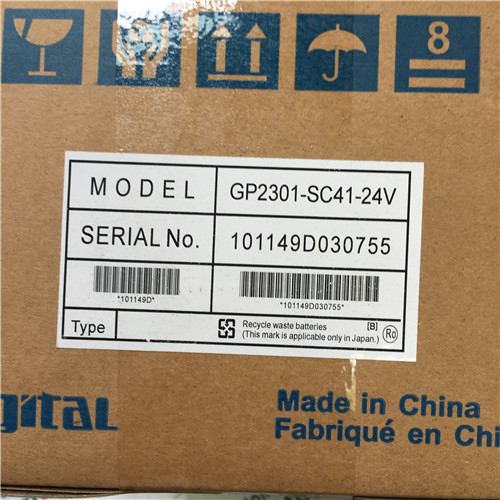 8
MODEL GP2301-SC41-24V
SERIAL No. 101149D030755
*101149D* *101149D030755*
Type Recycle waste batteries [B] Ro
(This mark is applicable only in Japan.)
gital Made in China
Fabriqué en Chi